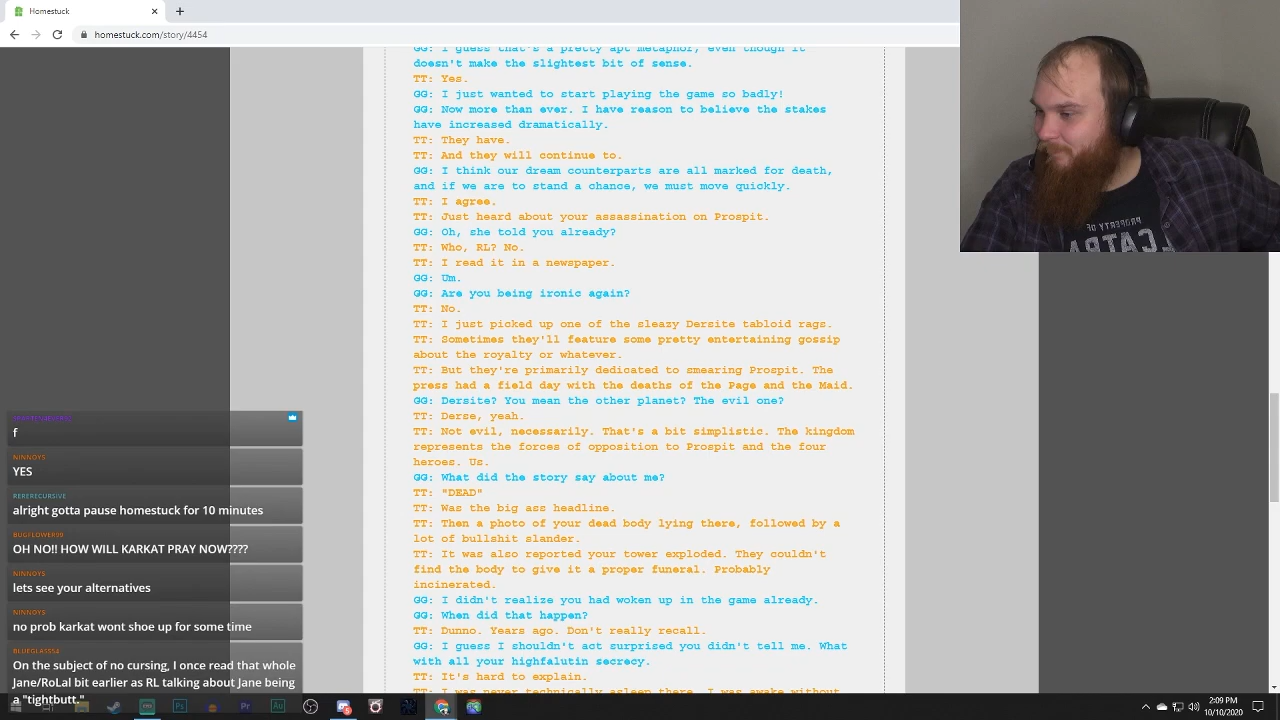 Homestuck
homestuck.com/story/4454
GG: I guess that's a pretty apt metaphor, even though it
doesn't make the slightest bit of sense.
TT: Yes.
GG: I just wanted to start playing the game so badly!
GG: Now more than ever. I have reason to believe the stakes
have increased dramatically.
TT: They have.
TT: And they will continue to.
GG: I think our dream counterparts are all marked for death,
and if we are to stand a chance, we must move quickly.
TT: I agree.
TT: Just heard about your assassination on Prospit.
GG: Oh, she told you already?
TT: Who, RL? No.
TT: I read it in a newspaper.
GG: Um.
GG: Are you being ironic again?
TT: No.
TT: I just picked up one of the sleazy Dersite tabloid rags.
TT: Sometimes they'll feature some pretty entertaining gossip
about the royalty or whatever.
TT: But they're primarily dedicated to smearing Prospit. The
press had a field day with the deaths of the Page and the Maid.
GG: Dersite? You mean the other planet? The evil one?
TT: Derse, yeah.
TT: Not evil, necessarily. That's a bit simplistic. The kingdom
represents the forces of opposition to Prospit and the four
heroes. Us.
GG: What did the story say about me?
TT: "DEAD"
TT: Was the big ass headline.
TT: Then a photo of your dead body lying there, followed by a
lot of bullshit slander.
TT: It was also reported your tower exploded. They couldn't
find the body to give it a proper funeral. Probably
incinerated.
GG: I didn't realize you had woken up in the game already.
GG: When did that happen?
TT: Dunno. Years ago. Don't really recall.
GG: I guess I shouldn't act surprised you didn't tell me. What
with all your highfalutin secrecy.
TT: It's hard to explain.
TT: I was never technically asleep there. I was awake without
f
NINNOYS
YES
RERERECURSIVE
alright gotta pause homestuck for 10 minutes
BUGFLOWER99
OH NO!! HOW WILL KARKAT PRAY NOW????
NINNOYS
lets see your alternatives
NINNOYS
no prob karkat wont shoe up for some time
On the subject of no cursing, I once read that whole
Jane/RoLal bit earlier as RL talking about Jane being
a "tightbutt."
PROPERTY OF
Ps
Pr
Au
2:09 PM
10/10/2020